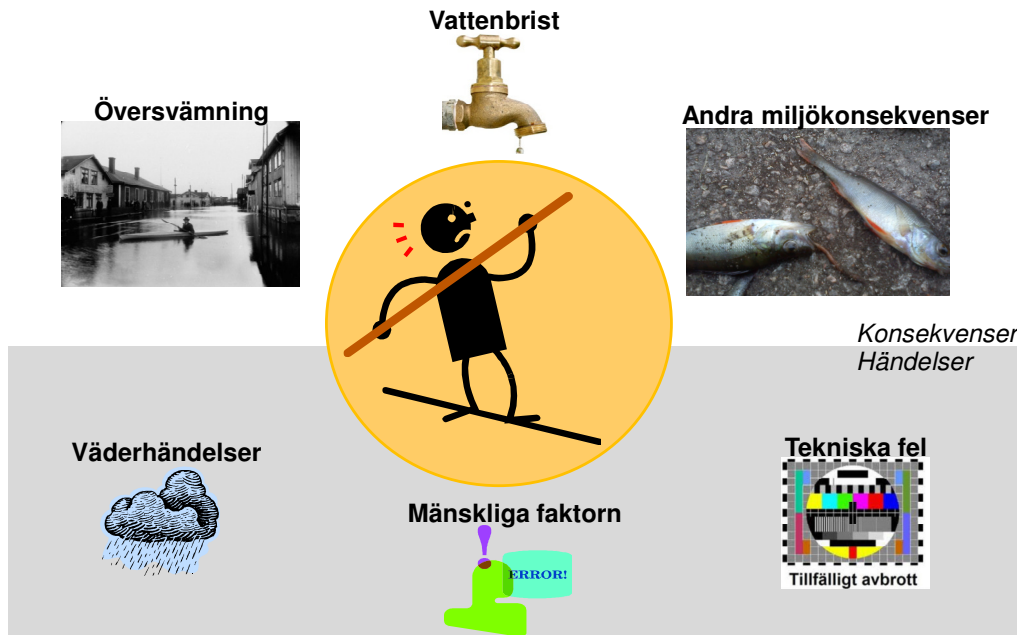 Vattenbrist
Översvämning
Andra miljökonsekvenser
Konsekvenser
Händelser
Väderhändelser
Tekniska fel
Mänskliga faktorn
ERROR!
Tillfälligt avbrott